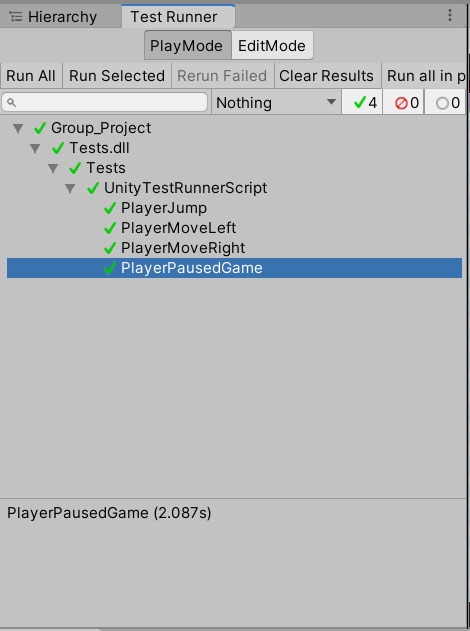 Hierarchy Test Runner
PlayMode EditMode
Run All Run Selected Rerun Failed Clear Results Run all in p
Nothing 4 0 0
Group_Project
Tests.dll
Tests
UnityTestRunnerScript
PlayerJump
PlayerMoveLeft
PlayerMoveRight
PlayerPausedGame
PlayerPausedGame (2.087s)